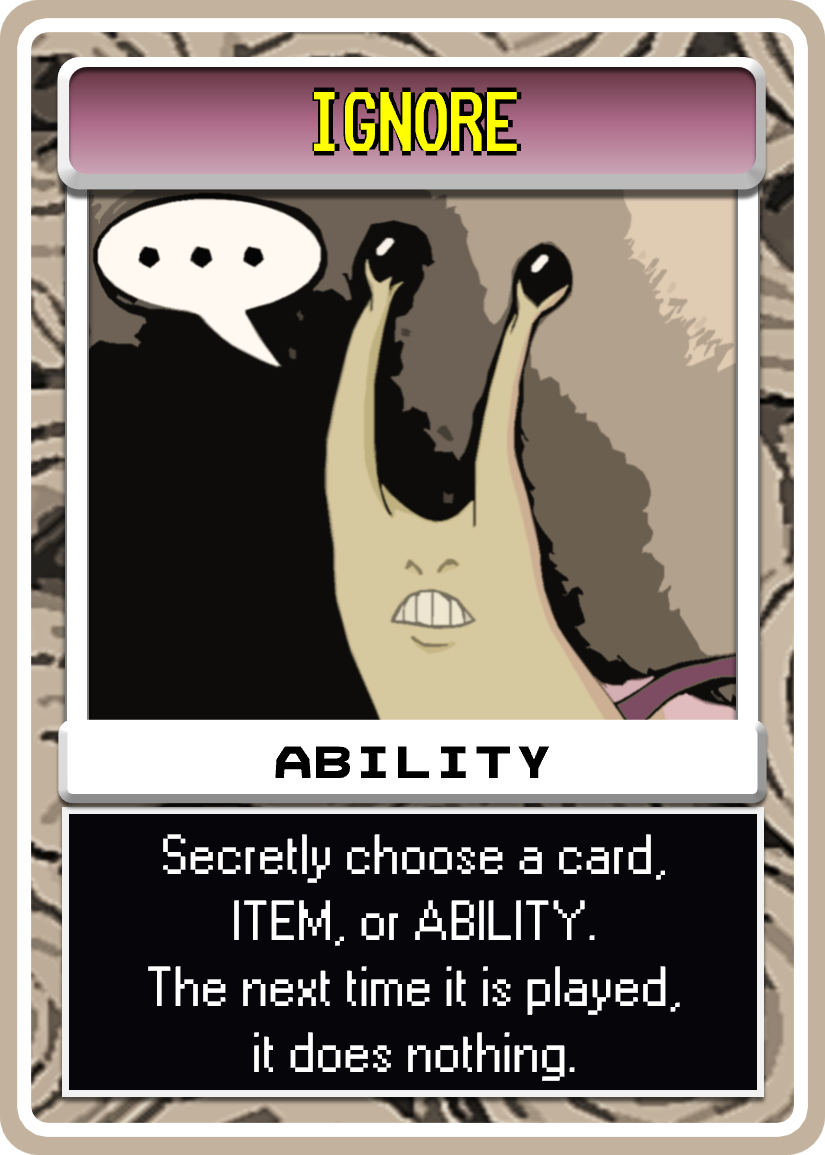 IGNORE
...
ABILITY
Secretly choose a card,
ITEM, or ABILITY.
The next time it is played,
it does nothing.